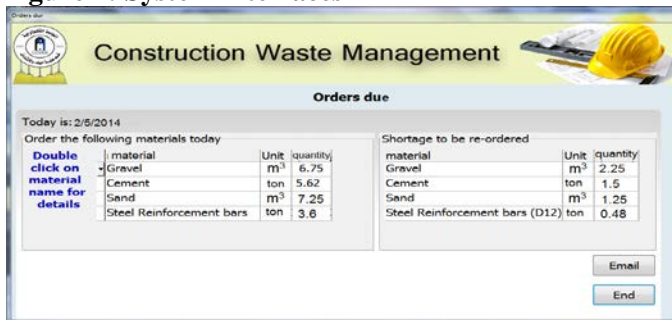 Orders due
Construction Waste Management
Orders due
Today is: 2/5/2014
Order the following materials today
Double click on material name for details
material Unit quantity
Gravel m³ 6.75
Cement ton 5.62
Sand m³ 7.25
Steel Reinforcement bars ton 3.6
Shortage to be re-ordered
material Unit quantity
Gravel m³ 2.25
Cement ton 1.5
Sand m³ 1.25
Steel Reinforcement bars (D12) ton 0.48
Email
End